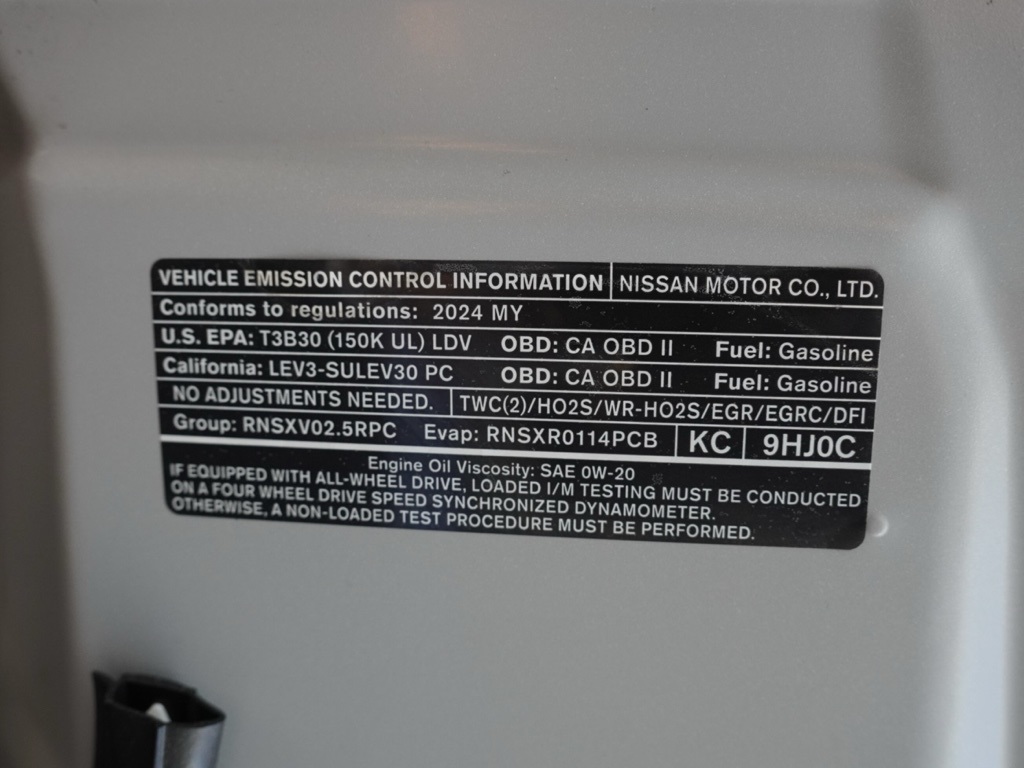 VEHICLE EMISSION CONTROL INFORMATION NISSAN MOTOR CO., LTD.
Conforms to regulations: 2024 MY
U.S. EPA: T3B30 (150K UL) LDV OBD: CA OBD II Fuel: Gasoline
California: LEV3-SULEV30 PC OBD: CA OBD II Fuel: Gasoline
NO ADJUSTMENTS NEEDED. TWC(2)/HO2S/WR-HO2S/EGR/EGRC/DFI
Group: RNSXV02.5RPC Evap: RNSXR0114PCB KC 9HJ0C
Engine Oil Viscosity: SAE 0W-20
IF EQUIPPED WITH ALL-WHEEL DRIVE, LOADED I/M TESTING MUST BE CONDUCTED
ON A FOUR WHEEL DRIVE SPEED SYNCHRONIZED DYNAMOMETER.
OTHERWISE, A NON-LOADED TEST PROCEDURE MUST BE PERFORMED.